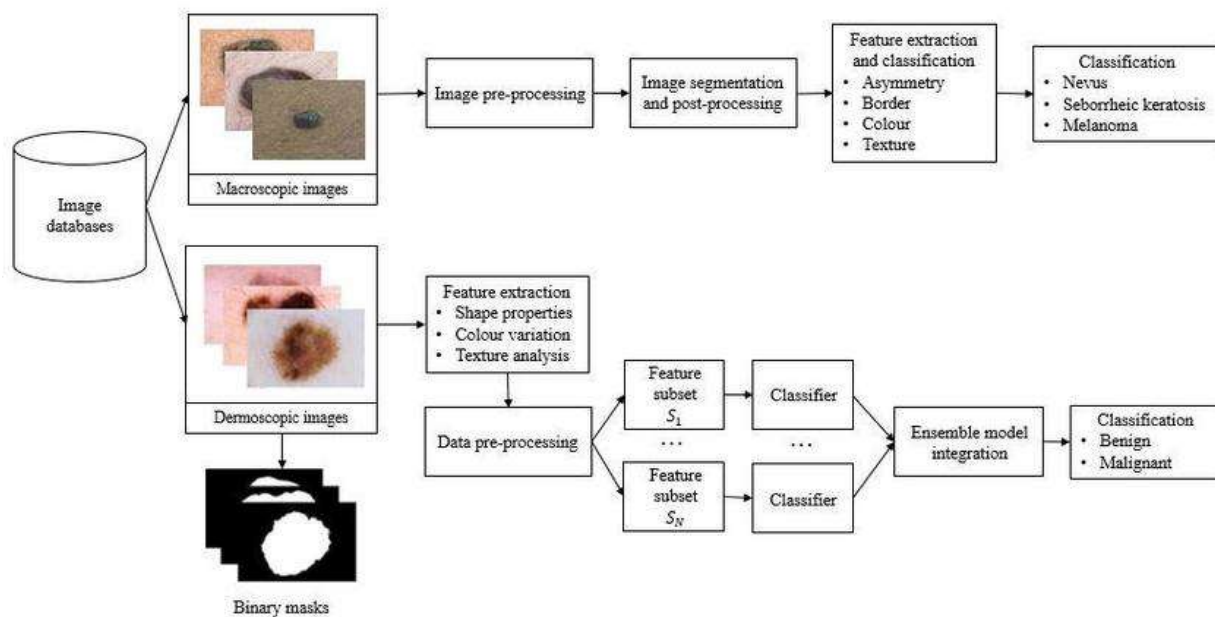 Image
databases
Macroscopic images
Image pre-processing
Image segmentation
and post-processing
Feature extraction
and classification
• Asymmetry
• Border
• Colour
• Texture
Classification
• Nevus
• Seborrheic keratosis
• Melanoma
Dermoscopic images
Binary masks
Feature extraction
• Shape properties
• Colour variation
• Texture analysis
Data pre-processing
Feature
subset
S₁
Classifier
...
...
Feature
subset
S_N
Classifier
Ensemble model
integration
Classification
• Benign
• Malignant